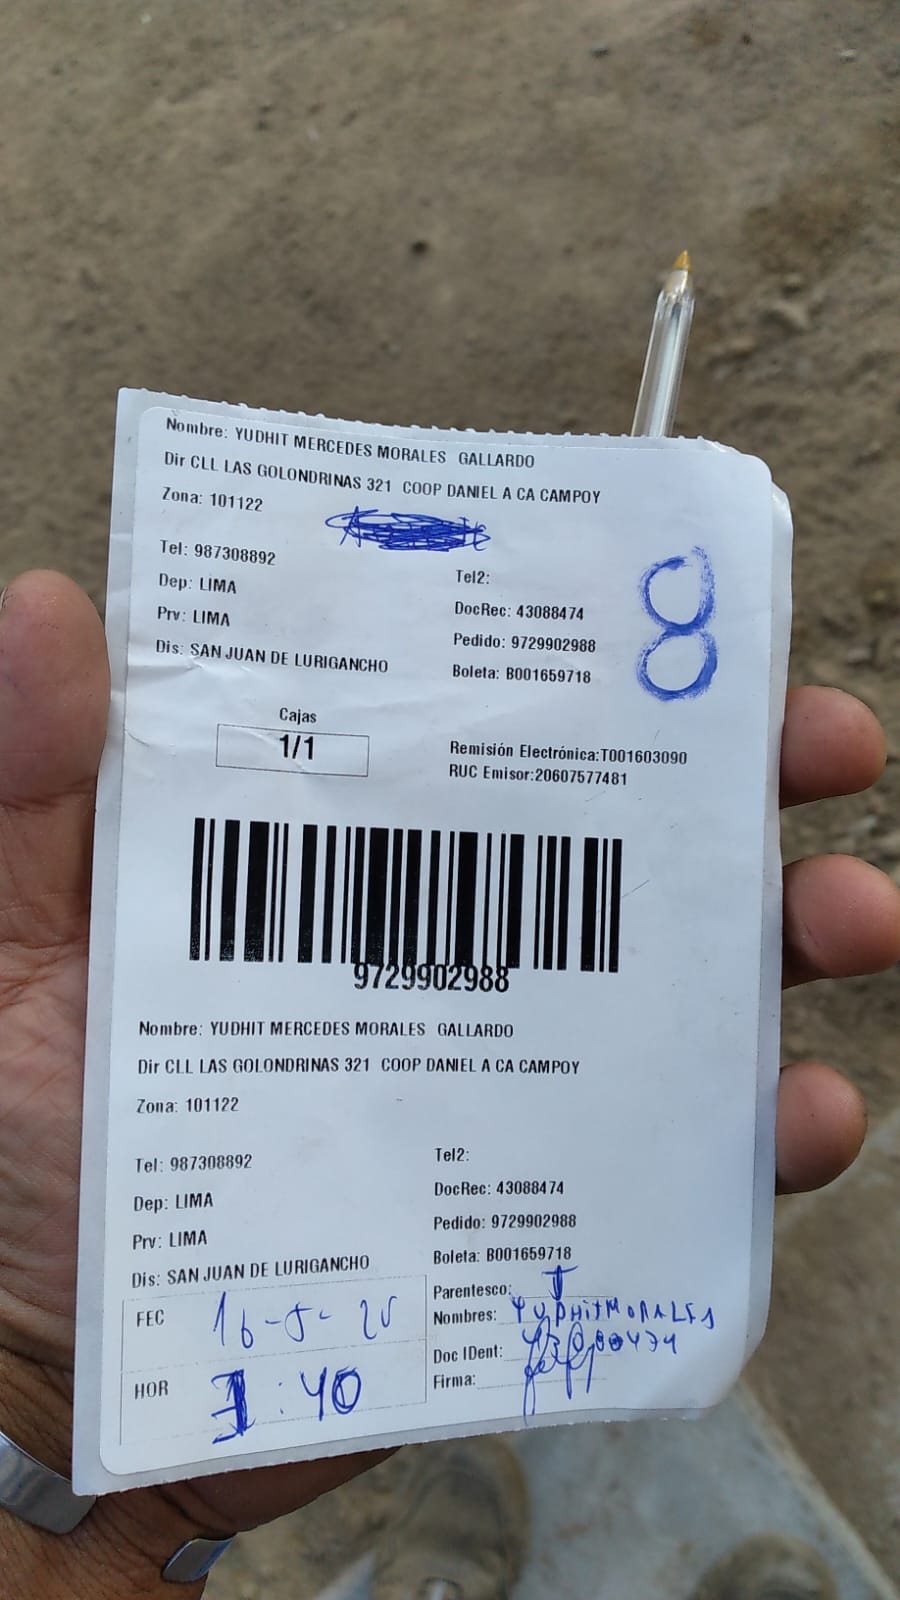 Nombre: YUDHIT MERCEDES MORALES GALLARDO
Dir CLL LAS GOLONDRINAS 321 COOP DANIEL A CA CAMPOY
Zona: 101122
Tel: 987308892
Tel2:
Dep: LIMA
DocRec: 43088474
Prv: LIMA
Pedido: 9729902988
Dis: SAN JUAN DE LURIGANCHO
Boleta: B001659718
8
Cajas
1/1
Remisión Electrónica:T001603090
RUC Emisor:20607577481
9729902988
Nombre: YUDHIT MERCEDES MORALES GALLARDO
Dir CLL LAS GOLONDRINAS 321 COOP DANIEL A CA CAMPOY
Zona: 101122
Tel: 987308892
Tel2:
Dep: LIMA
DocRec: 43088474
Prv: LIMA
Pedido: 9729902988
Dis: SAN JUAN DE LURIGANCHO
Boleta: B001659718
FEC
Parentesco: T
Nombres: YUDHIT MORALES
Doc IDent:
HOR :40
Firma: